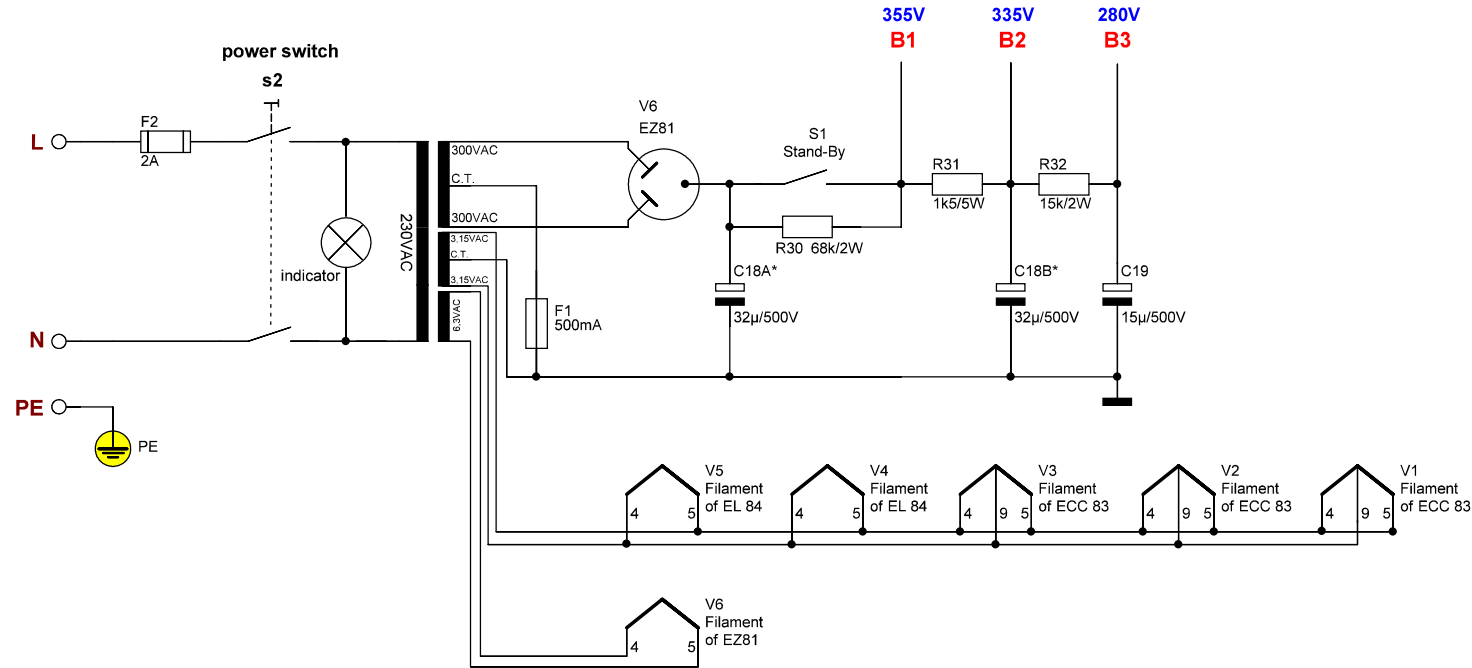 355V 335V 280V
B1 B2 B3
power switch
s2
L
F2
2A
V6
EZ81
S1
Stand-By
R31
1k5/5W
R32
15k/2W
300VAC
C.T.
300VAC
230VAC
3,15VAC
C.T.
3,15VAC
6.3VAC
indicator
R30 68k/2W
C18A*
32µ/500V
C18B*
32µ/500V
C19
15µ/500V
F1
500mA
N
PE
PE
V5
Filament
of EL 84
4 5
V4
Filament
of EL 84
4 5
V3
Filament
of ECC 83
4 9 5
V2
Filament
of ECC 83
4 9 5
V1
Filament
of ECC 83
4 9 5
V6
Filament
of EZ81
4 5